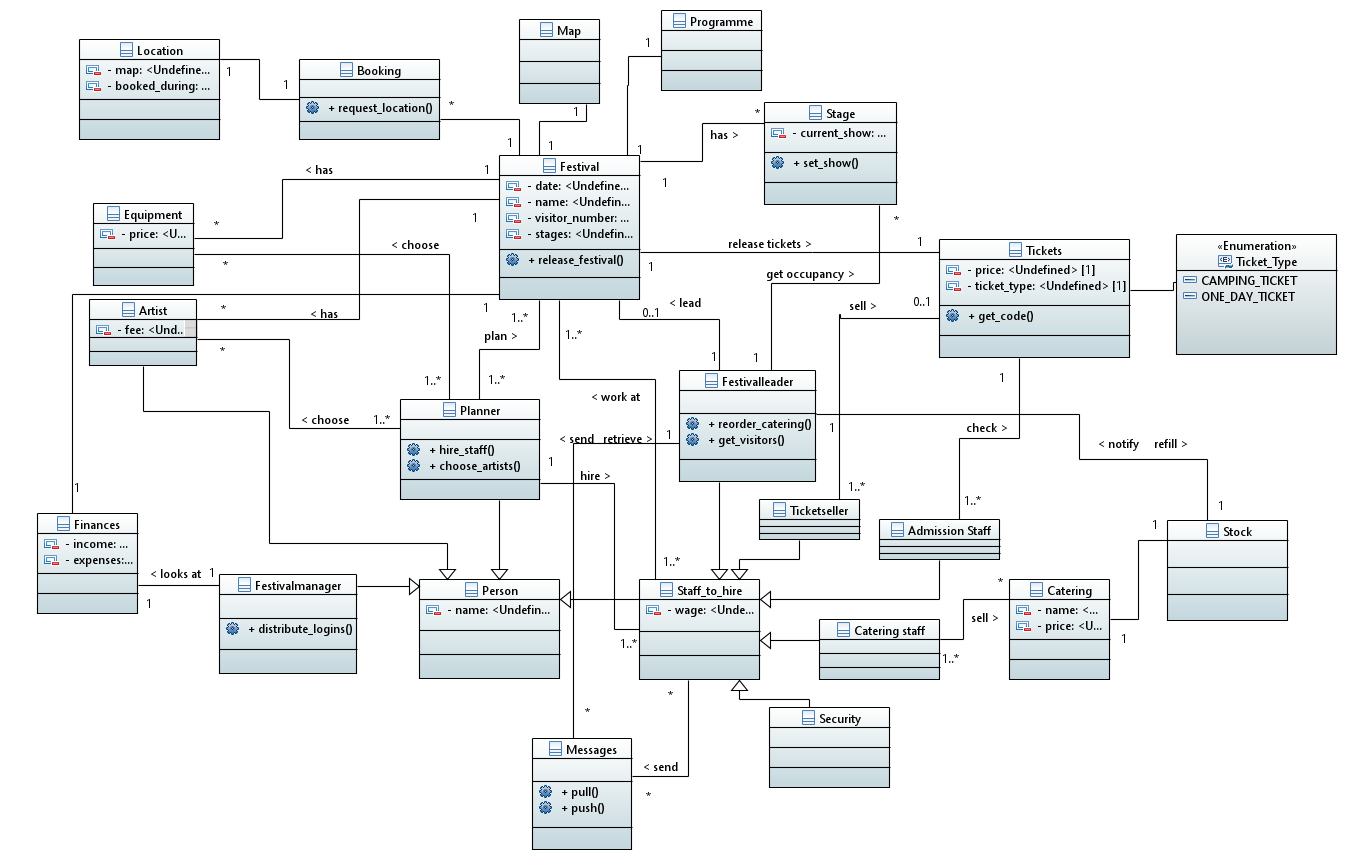 Programme
1
Map
1
Location
- map: <Undefine...
- booked_during: ...
1
1
Booking
+ request_location()
*
1
1
1
Stage
- current_show: ...
+ set_show()
*
has >
1
*
Festival
- date: <Undefine...
- name: <Undefin...
- visitor_number: ...
- stages: <Undefin...
+ release_festival()
< has
1
1
Equipment
- price: <U...
*
*
< choose
release tickets >
1
1
get occupancy >
Tickets
- price: <Undefined> [1]
- ticket_type: <Undefined> [1]
+ get_code()
«Enumeration»
Ticket_Type
CAMPING_TICKET
ONE_DAY_TICKET
Artist
- fee: <Und..
*
*
< has
1
1..*
plan >
1..*
1..*
< lead
0..1
sell >
0..1
1
1
1
Festivalleader
+ reorder_catering()
+ get_visitors()
< work at
1..*
Planner
+ hire_staff()
+ choose_artists()
< choose
1..*
1
< send retrieve >
1
hire >
1
check >
< notify refill >
1..*
1..*
1
1
Ticketseller
Admission Staff
Stock
1
Finances
- income: ...
- expenses:...
< looks at
1
1
Festivalmanager
+ distribute_logins()
Person
- name: <Undefin...
1..*
Staff_to_hire
- wage: <Unde...
1..*
Catering staff
1..*
sell >
*
Catering
- name: <...
- price: <U...
1
Security
*
*
Messages
+ pull()
+ push()
< send
*